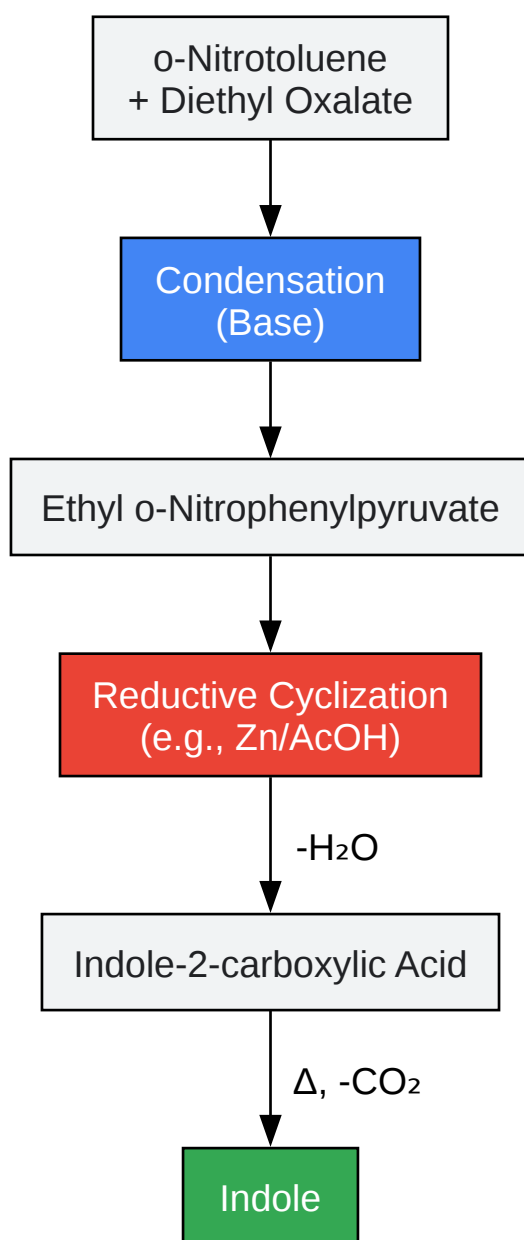 o-Nitrotoluene
+ Diethyl Oxalate
Condensation
(Base)
Ethyl o-Nitrophenylpyruvate
Reductive Cyclization
(e.g., Zn/AcOH)
-H₂O
Indole-2-carboxylic Acid
Δ, -CO₂
Indole